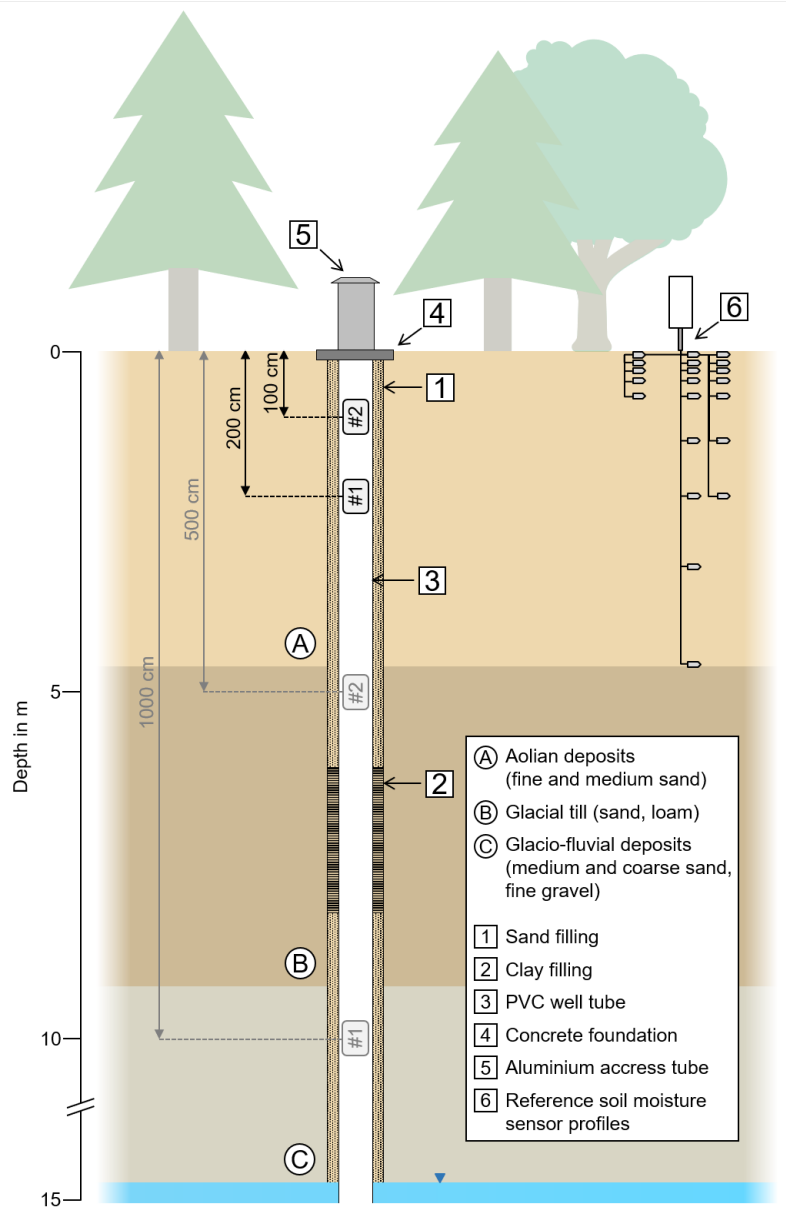 5
4
6
0
100 cm
200 cm
500 cm
1000 cm
#2
1
#1
3
A
5
#2
2
Depth in m
B
10
#1
C
15
A Aolian deposits
(fine and medium sand)
B Glacial till (sand, loam)
C Glacio-fluvial deposits
(medium and coarse sand,
fine gravel)
1 Sand filling
2 Clay filling
3 PVC well tube
4 Concrete foundation
5 Aluminium accress tube
6 Reference soil moisture
sensor profiles